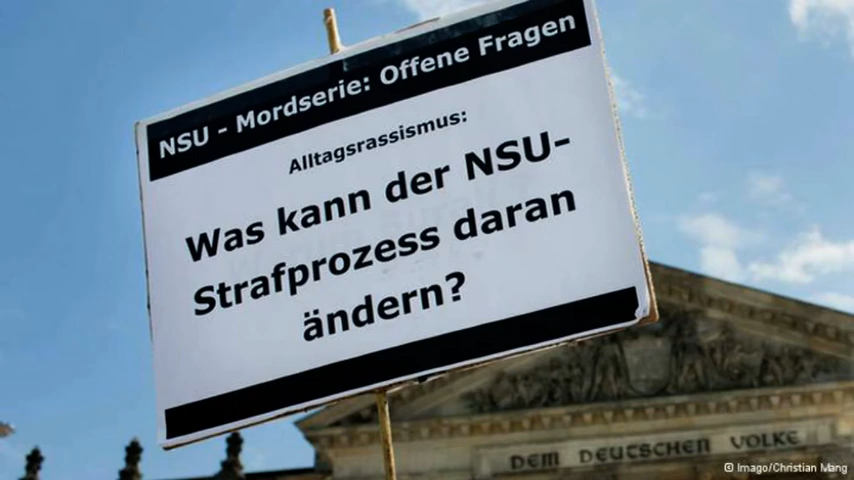 NSU - Mordserie: Offene Fragen
Alltagsrassismus:
Was kann der NSU-
Strafprozess daran
ändern?
DEM DEUTSCHEN VOLKE
© Imago/Christian Mang